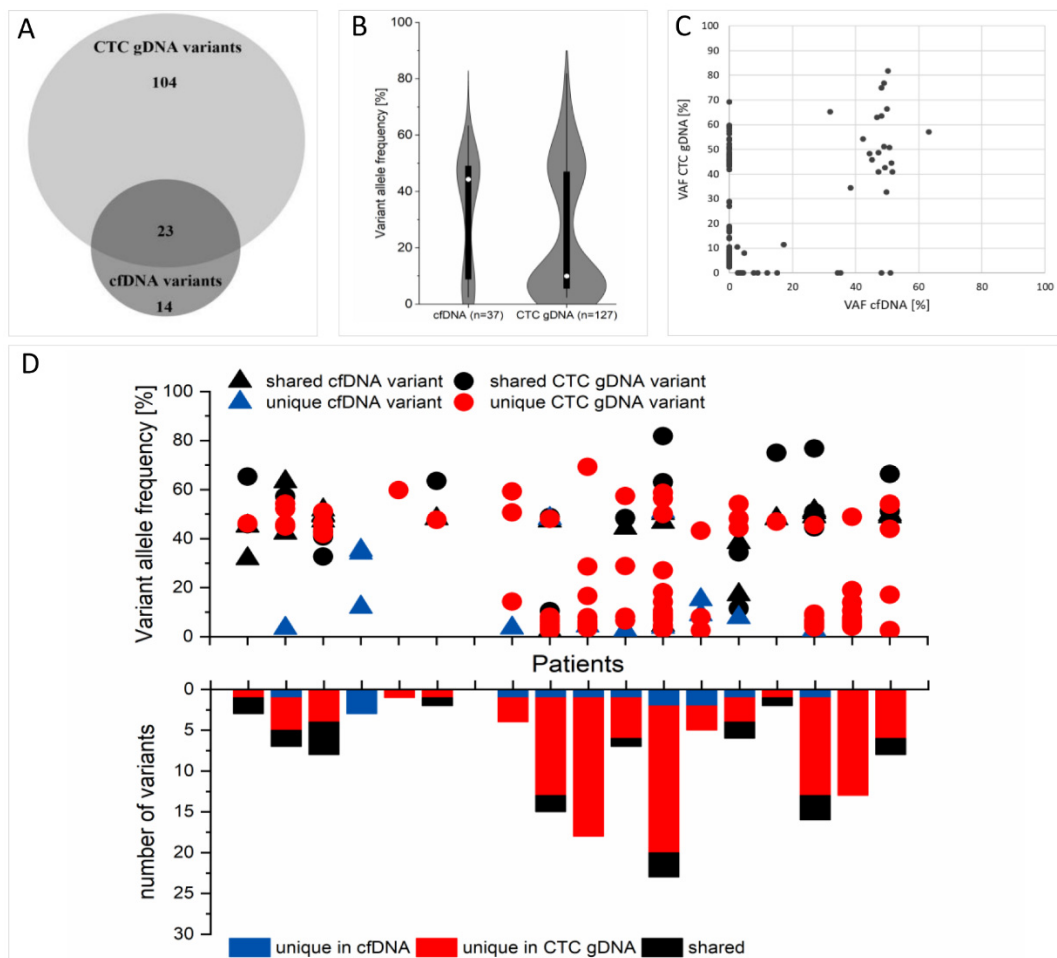 A
CTC gDNA variants
104
23
cfDNA variants
14
B
Variant allele frequency [%]
100
80
60
40
20
0
cfDNA (n=37)
CTC gDNA (n=127)
C
VAF CTC gDNA [%]
100
90
80
70
60
50
40
30
20
10
0
0 20 40 60 80 100
VAF cfDNA [%]
D
shared cfDNA variant shared CTC gDNA variant
unique cfDNA variant unique CTC gDNA variant
Variant allele frequency [%]
100
80
60
40
20
0
Patients
number of variants
0
5
10
15
20
25
30
unique in cfDNA unique in CTC gDNA shared